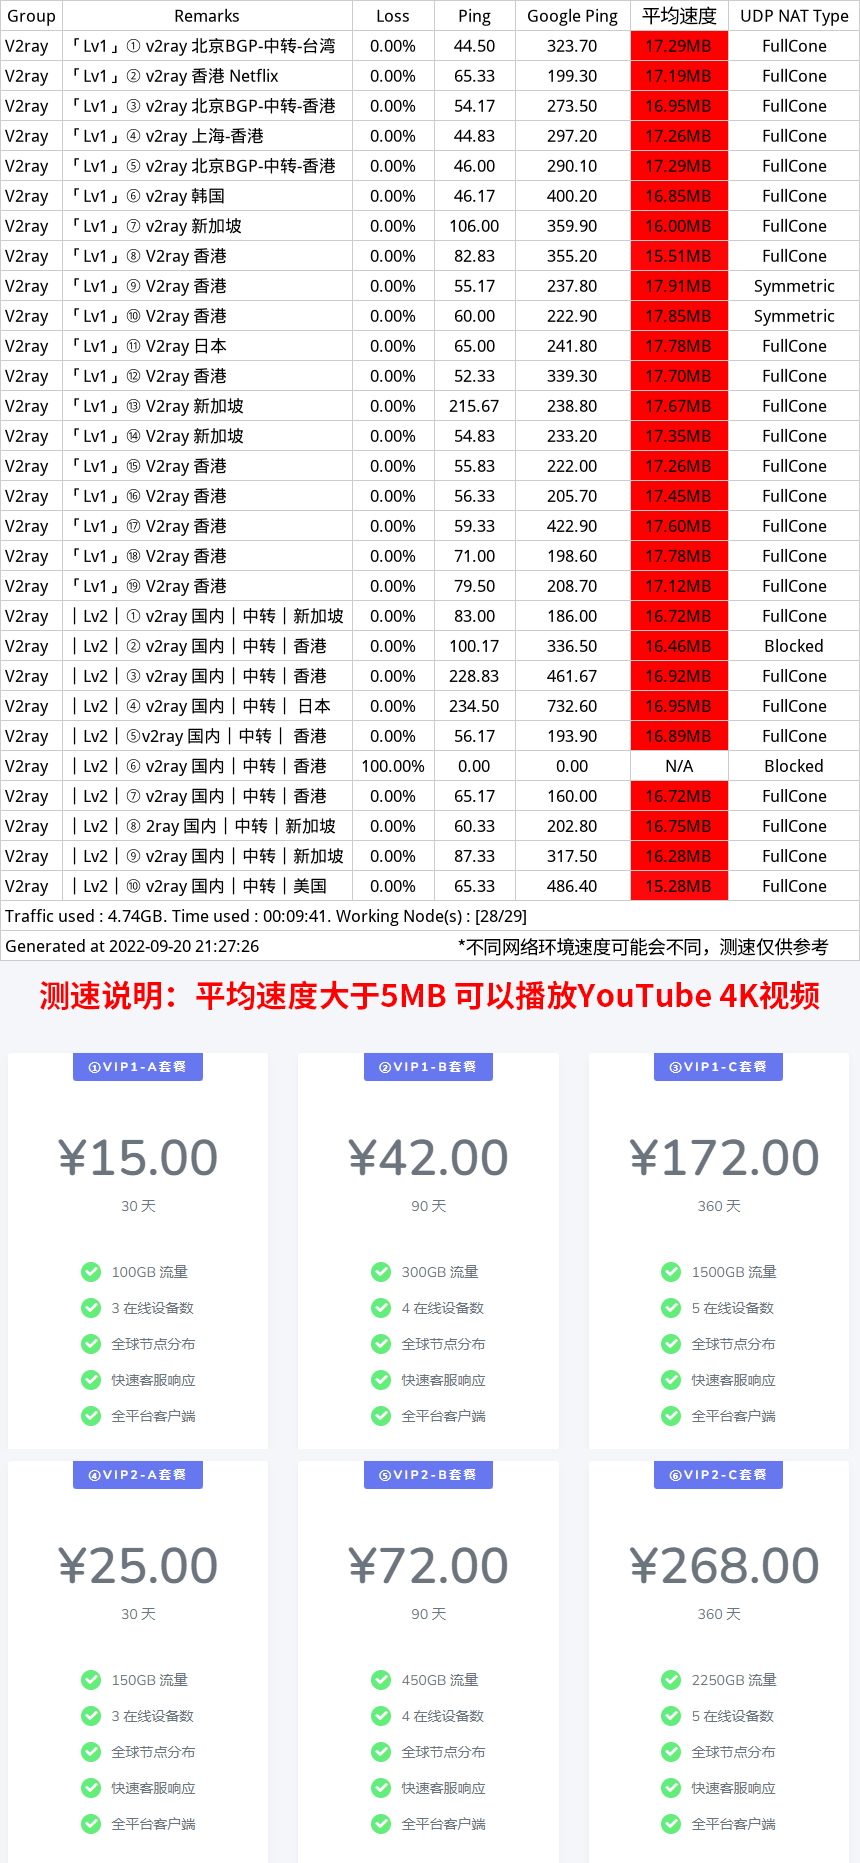 Group Remarks Loss Ping Google Ping 平均速度 UDP NAT Type
V2ray 「Lv1」① v2ray 北京BGP-中转-台湾 0.00% 44.50 323.70 17.29MB FullCone
V2ray 「Lv1」② v2ray 香港 Netflix 0.00% 65.33 199.30 17.19MB FullCone
V2ray 「Lv1」③ v2ray 北京BGP-中转-香港 0.00% 54.17 273.50 16.95MB FullCone
V2ray 「Lv1」④ v2ray 上海-香港 0.00% 44.83 297.20 17.26MB FullCone
V2ray 「Lv1」⑤ v2ray 北京BGP-中转-香港 0.00% 46.00 290.10 17.29MB FullCone
V2ray 「Lv1」⑥ v2ray 韩国 0.00% 46.17 400.20 16.85MB FullCone
V2ray 「Lv1」⑦ v2ray 新加坡 0.00% 106.00 359.90 16.00MB FullCone
V2ray 「Lv1」⑧ V2ray 香港 0.00% 82.83 355.20 15.51MB FullCone
V2ray 「Lv1」⑨ V2ray 香港 0.00% 55.17 237.80 17.91MB Symmetric
V2ray 「Lv1」⑩ V2ray 香港 0.00% 60.00 222.90 17.85MB Symmetric
V2ray 「Lv1」⑪ V2ray 日本 0.00% 65.00 241.80 17.78MB FullCone
V2ray 「Lv1」⑫ V2ray 香港 0.00% 52.33 339.30 17.70MB FullCone
V2ray 「Lv1」⑬ V2ray 新加坡 0.00% 215.67 238.80 17.67MB FullCone
V2ray 「Lv1」⑭ V2ray 新加坡 0.00% 54.83 233.20 17.35MB FullCone
V2ray 「Lv1」⑮ V2ray 香港 0.00% 55.83 222.00 17.26MB FullCone
V2ray 「Lv1」⑯ V2ray 香港 0.00% 56.33 205.70 17.45MB FullCone
V2ray 「Lv1」⑰ V2ray 香港 0.00% 59.33 422.90 17.60MB FullCone
V2ray 「Lv1」⑱ V2ray 香港 0.00% 71.00 198.60 17.78MB FullCone
V2ray 「Lv1」⑲ V2ray 香港 0.00% 79.50 208.70 17.12MB FullCone
V2ray ｜Lv2｜① v2ray 国内｜中转｜新加坡 0.00% 83.00 186.00 16.72MB FullCone
V2ray ｜Lv2｜② v2ray 国内｜中转｜香港 0.00% 100.17 336.50 16.46MB Blocked
V2ray ｜Lv2｜③ v2ray 国内｜中转｜香港 0.00% 228.83 461.67 16.92MB FullCone
V2ray ｜Lv2｜④ v2ray 国内｜中转｜ 日本 0.00% 234.50 732.60 16.95MB FullCone
V2ray ｜Lv2｜⑤v2ray 国内｜中转｜ 香港 0.00% 56.17 193.90 16.89MB FullCone
V2ray ｜Lv2｜⑥ v2ray 国内｜中转｜香港 100.00% 0.00 0.00 N/A Blocked
V2ray ｜Lv2｜⑦ v2ray 国内｜中转｜香港 0.00% 65.17 160.00 16.72MB FullCone
V2ray ｜Lv2｜⑧ 2ray 国内｜中转｜新加坡 0.00% 60.33 202.80 16.75MB FullCone
V2ray ｜Lv2｜⑨ v2ray 国内｜中转｜新加坡 0.00% 87.33 317.50 16.28MB FullCone
V2ray ｜Lv2｜⑩ v2ray 国内｜中转｜美国 0.00% 65.33 486.40 15.28MB FullCone
Traffic used : 4.74GB. Time used : 00:09:41. Working Node(s) : [28/29]
Generated at 2022-09-20 21:27:26 *不同网络环境速度可能会不同，测速仅供参考
测速说明：平均速度大于5MB 可以播放YouTube 4K视频
①VIP1-A套餐 ②VIP1-B套餐 ③VIP1-C套餐
¥15.00 ¥42.00 ¥172.00
30 天 90 天 360 天
100GB 流量 300GB 流量 1500GB 流量
3 在线设备数 4 在线设备数 5 在线设备数
全球节点分布 全球节点分布 全球节点分布
快速客服响应 快速客服响应 快速客服响应
全平台客户端 全平台客户端 全平台客户端
④VIP2-A套餐 ⑤VIP2-B套餐 ⑥VIP2-C套餐
¥25.00 ¥72.00 ¥268.00
30 天 90 天 360 天
150GB 流量 450GB 流量 2250GB 流量
3 在线设备数 4 在线设备数 5 在线设备数
全球节点分布 全球节点分布 全球节点分布
快速客服响应 快速客服响应 快速客服响应
全平台客户端 全平台客户端 全平台客户端